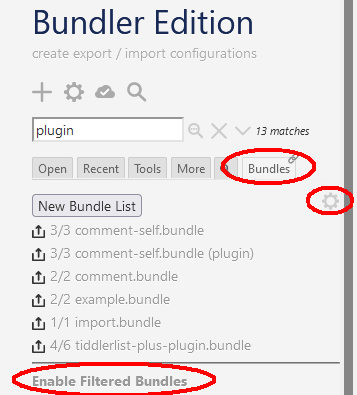 Bundler Edition
create export / import configurations
plugin
13 matches
Open Recent Tools More Bundles
New Bundle List
3/3 comment-self.bundle
3/3 comment-self.bundle (plugin)
2/2 comment.bundle
2/2 example.bundle
1/1 import.bundle
4/6 tiddlerlist-plus-plugin.bundle
Enable Filtered Bundles